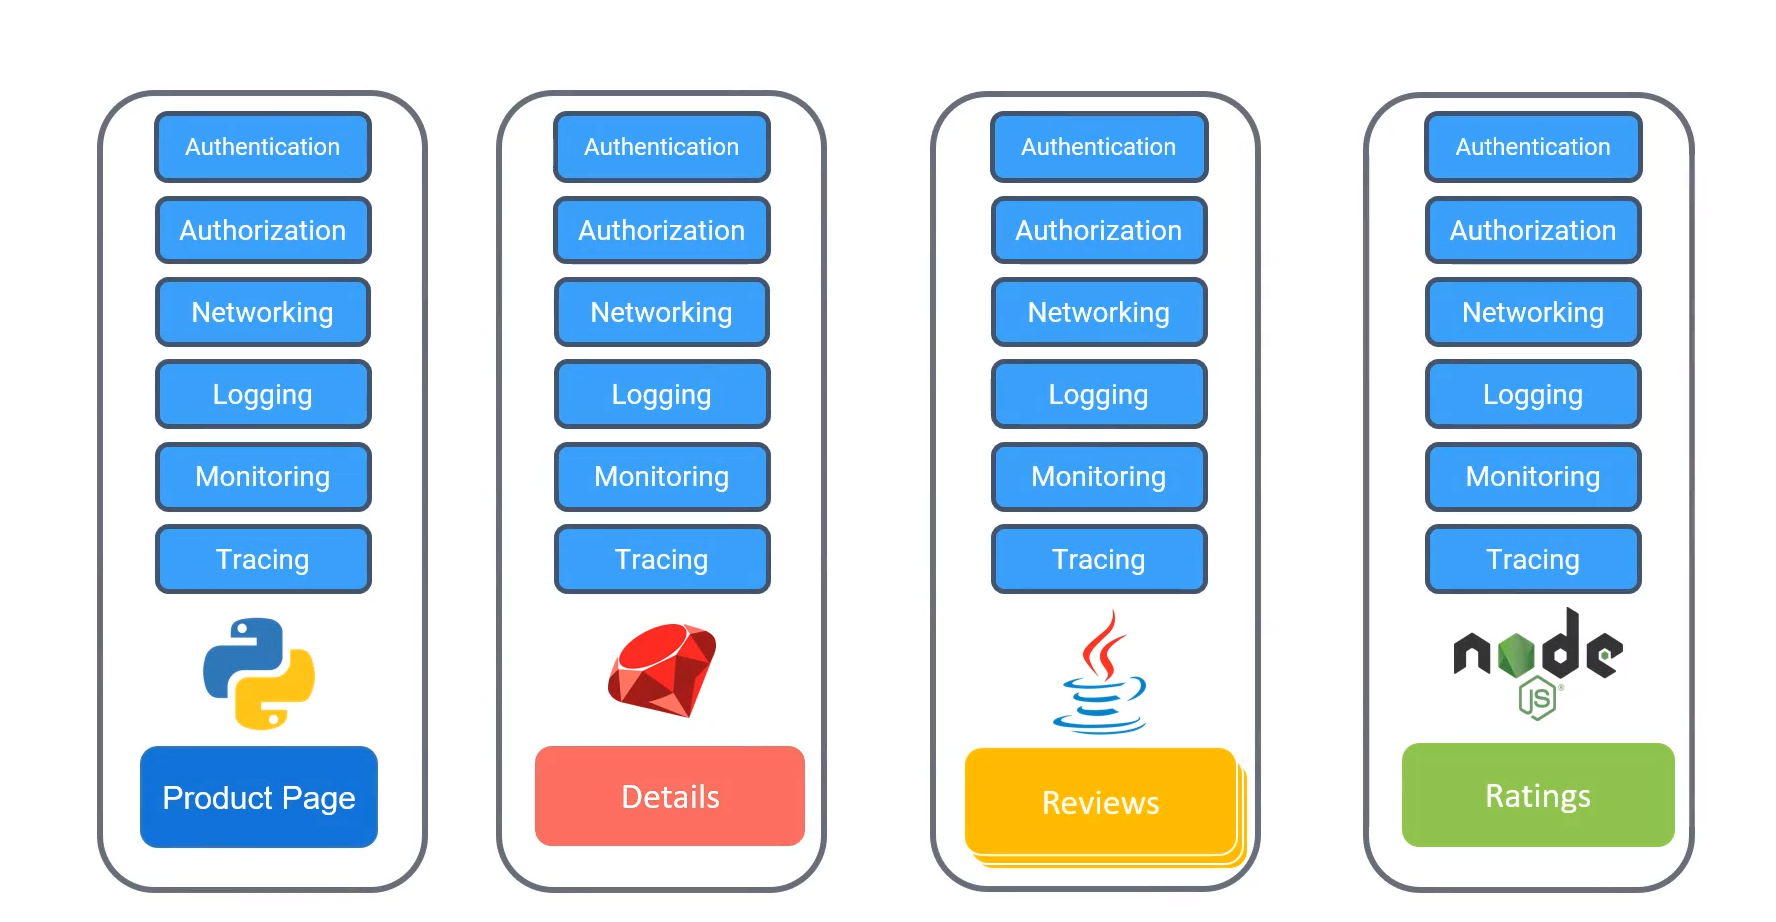 Authentication
Authorization
Networking
Logging
Monitoring
Tracing
Product Page
Authentication
Authorization
Networking
Logging
Monitoring
Tracing
Details
Authentication
Authorization
Networking
Logging
Monitoring
Tracing
Reviews
Authentication
Authorization
Networking
Logging
Monitoring
Tracing
node
JS®
Ratings